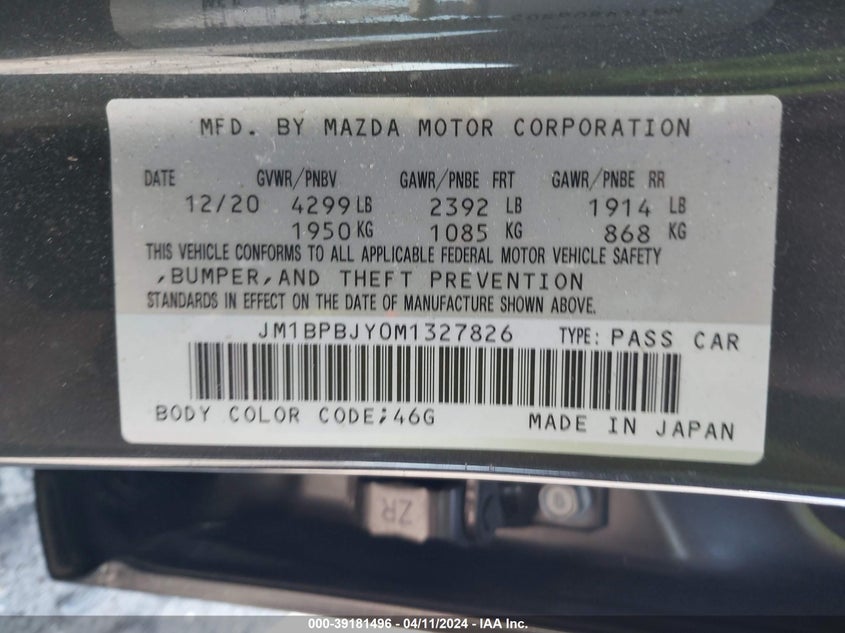 CORPORATION
MFD. BY MAZDA MOTOR CORPORATION
DATE GVWR/PNBV GAWR/PNBE FRT GAWR/PNBE RR
12/20 4299 LB 2392 LB 1914 LB
1950 KG 1085 KG 868 KG
THIS VEHICLE CONFORMS TO ALL APPLICABLE FEDERAL MOTOR VEHICLE SAFETY
,BUMPER,AND THEFT PREVENTION
STANDARDS IN EFFECT ON THE DATE OF MANUFACTURE SHOWN ABOVE.
JM1BPBJY0M1327826 TYPE: PASS CAR
BODY COLOR CODE;46G MADE IN JAPAN
ZR
000-39181496 - 04/11/2024 - IAA Inc.